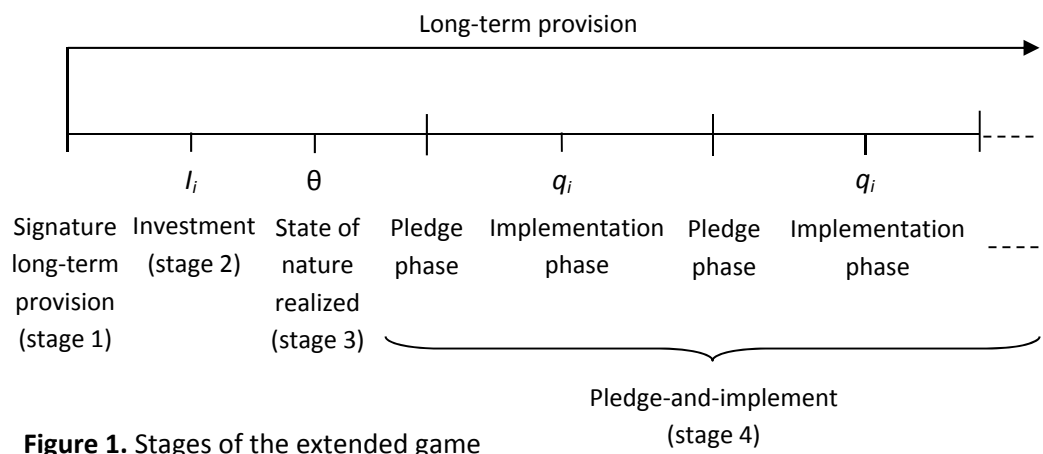 Long-term provision
I_i θ q_i q_i
Signature Investment State of Pledge Implementation Pledge Implementation
long-term (stage 2) nature phase phase phase phase
provision realized
(stage 1) (stage 3)
Pledge-and-implement
(stage 4)
Figure 1. Stages of the extended game